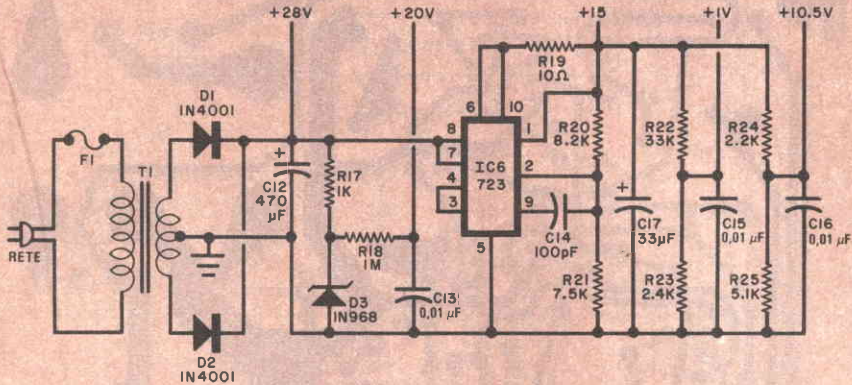 +28V
+20V
+15
+1V
+10.5V
D1
1N4001
F1
T1
RETE
D2
1N4001
+
C12
470
µF
R17
1K
R18
1M
D3
1N968
C13
0,01 µF
R19
10Ω
6
10
8
7
4
3
5
1
2
9
IC6
723
C14
100pF
R20
8.2K
R21
7.5K
+
C17
33µF
R22
33K
R23
2.4K
C15
0,01 µF
R24
2.2K
R25
5.1K
C16
0,01 µF